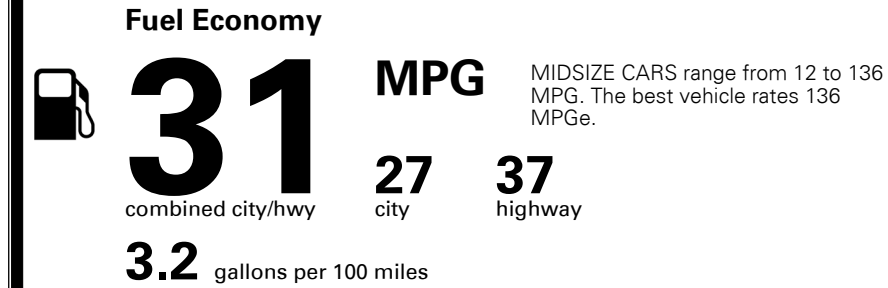 Fuel Economy
31 MPG
MIDSIZE CARS range from 12 to 136
MPG. The best vehicle rates 136
MPGe.
27 37
combined city/hwy city highway
3.2 gallons per 100 miles